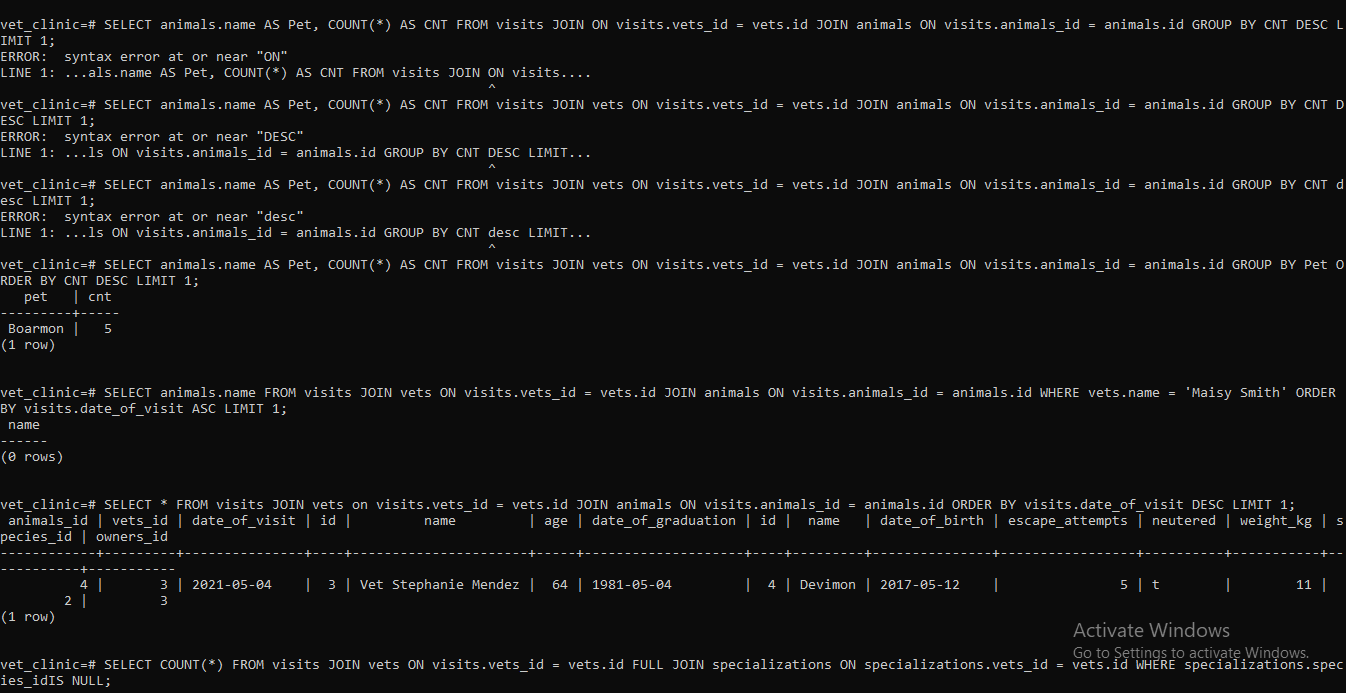 vet_clinic=# SELECT animals.name AS Pet, COUNT(*) AS CNT FROM visits JOIN ON visits.vets_id = vets.id JOIN animals ON visits.animals_id = animals.id GROUP BY CNT DESC L
IMIT 1;
ERROR:  syntax error at or near "ON"
LINE 1: ...als.name AS Pet, COUNT(*) AS CNT FROM visits JOIN ON visits....
                                                             ^
vet_clinic=# SELECT animals.name AS Pet, COUNT(*) AS CNT FROM visits JOIN vets ON visits.vets_id = vets.id JOIN animals ON visits.animals_id = animals.id GROUP BY CNT D
ESC LIMIT 1;
ERROR:  syntax error at or near "DESC"
LINE 1: ...ls ON visits.animals_id = animals.id GROUP BY CNT DESC LIMIT...
                                                             ^
vet_clinic=# SELECT animals.name AS Pet, COUNT(*) AS CNT FROM visits JOIN vets ON visits.vets_id = vets.id JOIN animals ON visits.animals_id = animals.id GROUP BY CNT d
esc LIMIT 1;
ERROR:  syntax error at or near "desc"
LINE 1: ...ls ON visits.animals_id = animals.id GROUP BY CNT desc LIMIT...
                                                             ^
vet_clinic=# SELECT animals.name AS Pet, COUNT(*) AS CNT FROM visits JOIN vets ON visits.vets_id = vets.id JOIN animals ON visits.animals_id = animals.id GROUP BY Pet O
RDER BY CNT DESC LIMIT 1;
   pet   | cnt
---------+-----
 Boarmon |   5
(1 row)
vet_clinic=# SELECT animals.name FROM visits JOIN vets ON visits.vets_id = vets.id JOIN animals ON visits.animals_id = animals.id WHERE vets.name = 'Maisy Smith' ORDER
BY visits.date_of_visit ASC LIMIT 1;
 name
------
(0 rows)
vet_clinic=# SELECT * FROM visits JOIN vets on visits.vets_id = vets.id JOIN animals ON visits.animals_id = animals.id ORDER BY visits.date_of_visit DESC LIMIT 1;
 animals_id | vets_id | date_of_visit | id |         name         | age | date_of_graduation | id |  name   | date_of_birth | escape_attempts | neutered | weight_kg | s
pecies_id | owners_id
------------+---------+---------------+----+----------------------+-----+--------------------+----+---------+---------------+-----------------+----------+-----------+--
----------+-----------
          4 |       3 | 2021-05-04    |  3 | Vet Stephanie Mendez |  64 | 1981-05-04         |  4 | Devimon | 2017-05-12    |               5 | t        |        11 |
        2 |         3
(1 row)
vet_clinic=# SELECT COUNT(*) FROM visits JOIN vets ON visits.vets_id = vets.id FULL JOIN specializations ON specializations.vets_id = vets.id WHERE specializations.spec
ies_idIS NULL;
Activate Windows
Go to Settings to activate Windows.